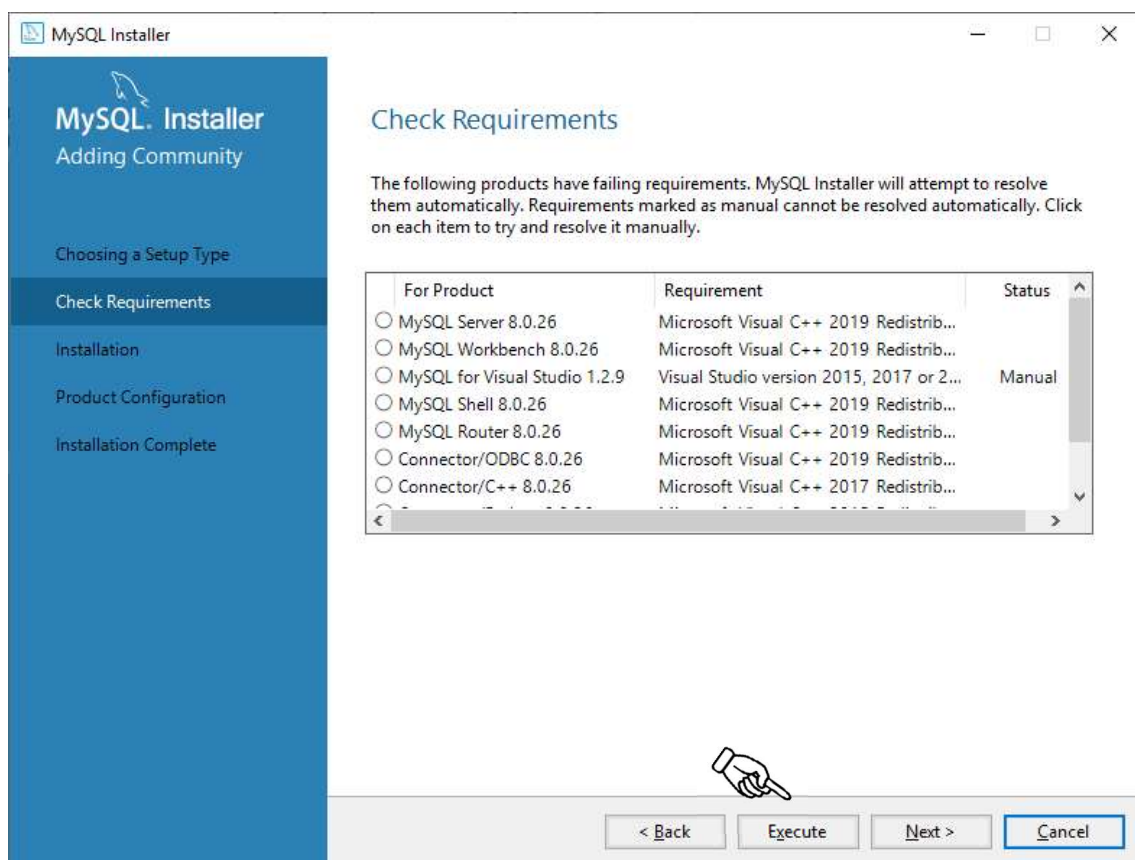 MySQL Installer
MySQL. Installer
Adding Community
Choosing a Setup Type
Check Requirements
Installation
Product Configuration
Installation Complete
Check Requirements
The following products have failing requirements. MySQL Installer will attempt to resolve
them automatically. Requirements marked as manual cannot be resolved automatically. Click
on each item to try and resolve it manually.
For Product Requirement Status
MySQL Server 8.0.26 Microsoft Visual C++ 2019 Redistrib...
MySQL Workbench 8.0.26 Microsoft Visual C++ 2019 Redistrib...
MySQL for Visual Studio 1.2.9 Visual Studio version 2015, 2017 or 2... Manual
MySQL Shell 8.0.26 Microsoft Visual C++ 2019 Redistrib...
MySQL Router 8.0.26 Microsoft Visual C++ 2019 Redistrib...
Connector/ODBC 8.0.26 Microsoft Visual C++ 2019 Redistrib...
Connector/C++ 8.0.26 Microsoft Visual C++ 2017 Redistrib...
< Back Execute Next > Cancel